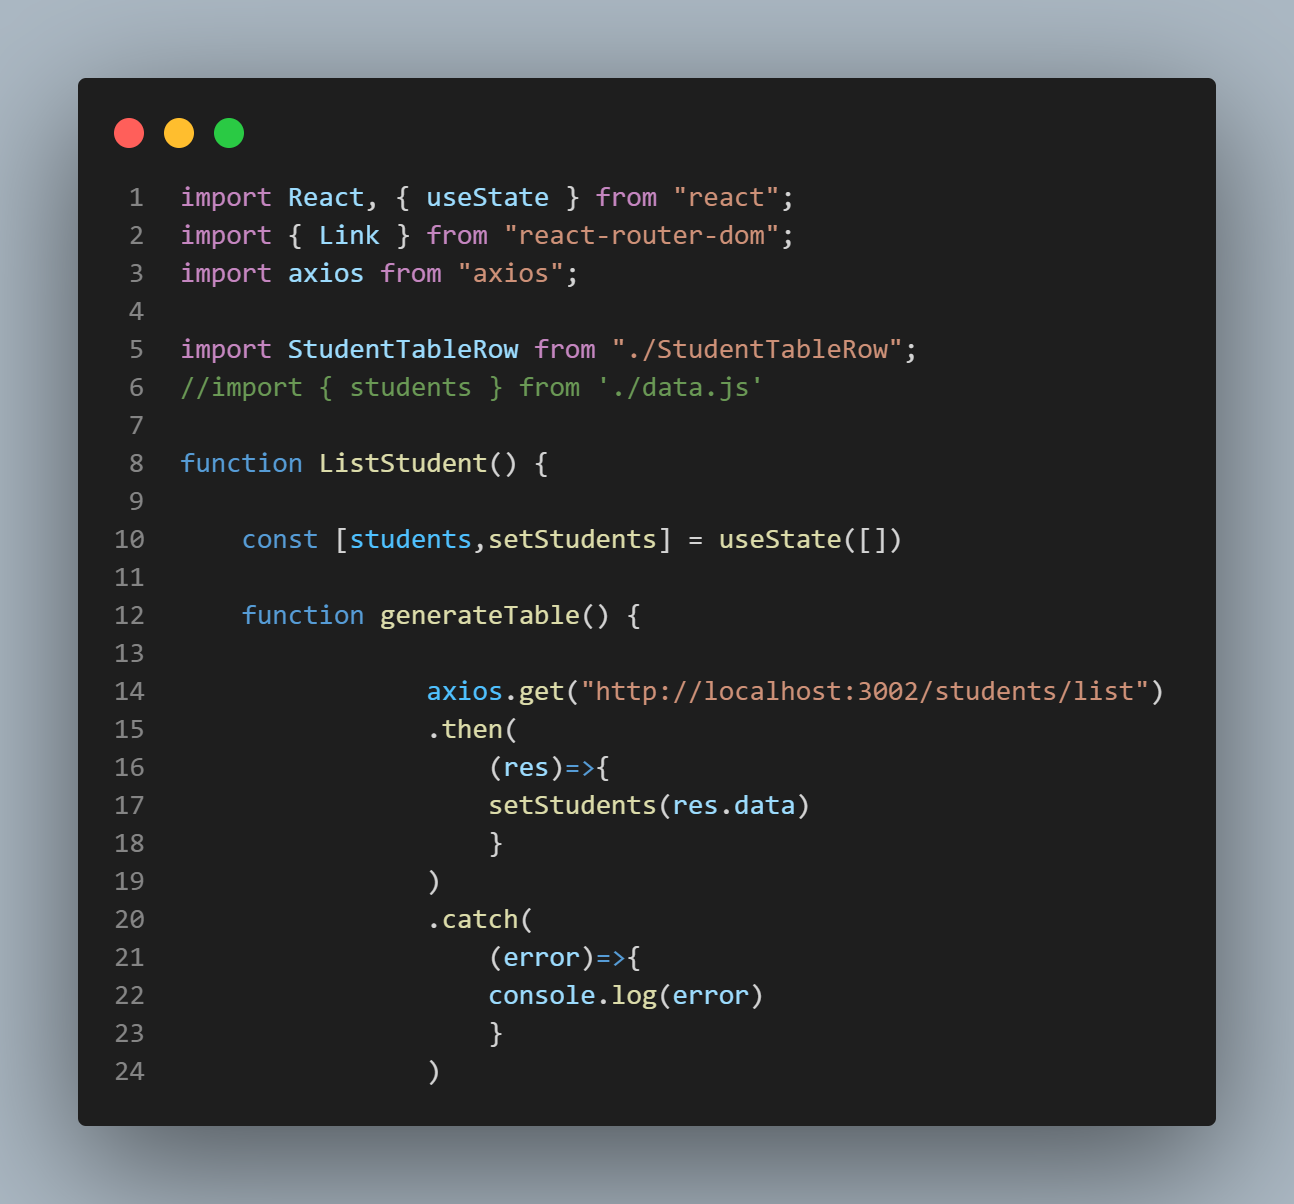 1 import React, { useState } from "react";
2 import { Link } from "react-router-dom";
3 import axios from "axios";
4
5 import StudentTableRow from "./StudentTableRow";
6 //import { students } from './data.js'
7
8 function ListStudent() {
9
10     const [students,setStudents] = useState([])
11
12     function generateTable() {
13
14                 axios.get("http://localhost:3002/students/list")
15                 .then(
16                     (res)=>{
17                     setStudents(res.data)
18                     }
19                 )
20                 .catch(
21                     (error)=>{
22                     console.log(error)
23                     }
24                 )